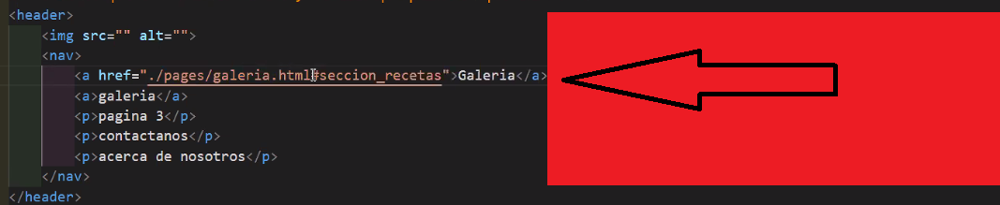 <header>
<img src="" alt="">
<nav>
<a href="./pages/galeria.html#seccion_recetas">Galeria</a>
<a>galeria</a>
<p>pagina 3</p>
<p>contactanos</p>
<p>acerca de nosotros</p>
</nav>
</header>